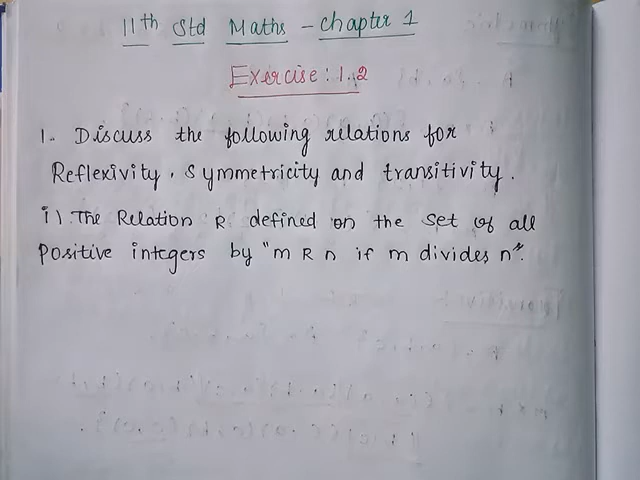 11th Std Maths - Chapter 1
Exercise: 1.2
1. Discuss the following relations for
Reflexivity, Symmetricity and transitivity.
i) The Relation R defined on the set of all
Positive integers by "m R n if m divides n".